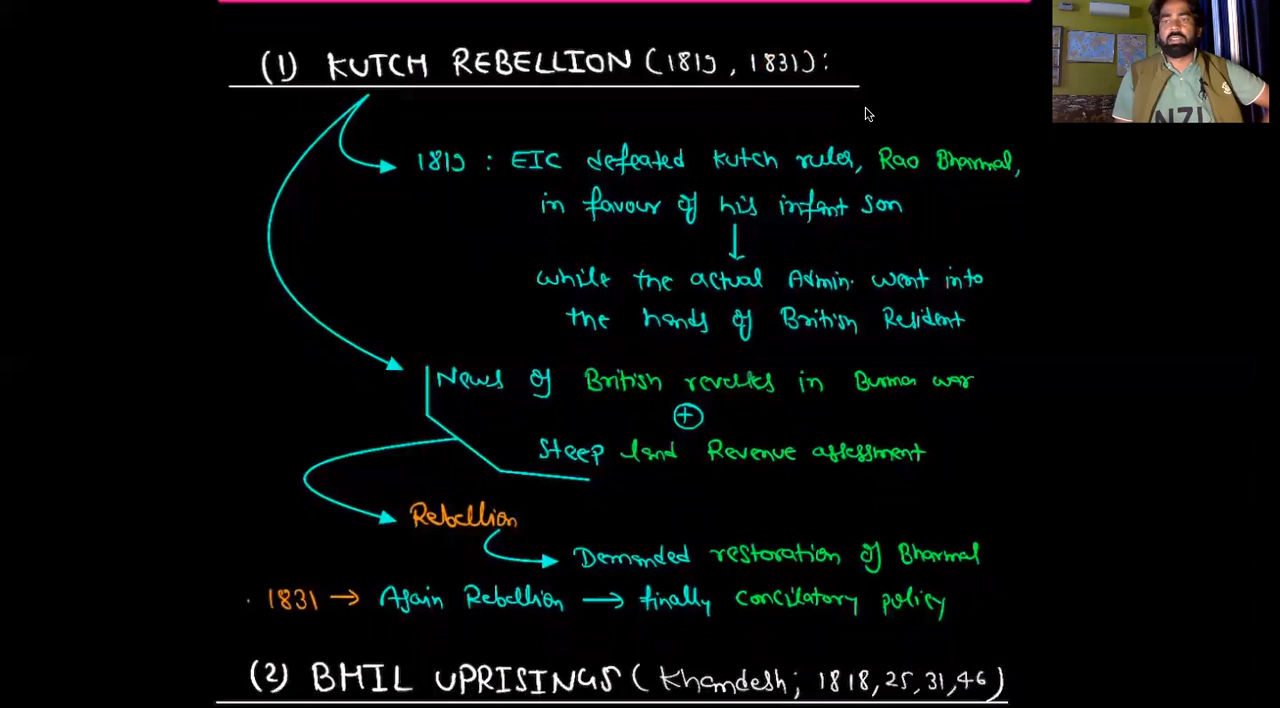 (1) KUTCH REBELLION (1819, 1831):
1819 : EIC defeated Kutch ruler, Rao Bharmal,
in favour of his infant son
while the actual Admin. went into
the hands of British Resident
News of British revelses in Burma war
+
Steep land Revenue assessment
Rebellion
Demanded restoration of Bharmal
1831 → Again Rebellion → finally concilatory policy
(2) BHIL UPRISINGS (Khandesh; 1818, 25, 31, 46)
NZL